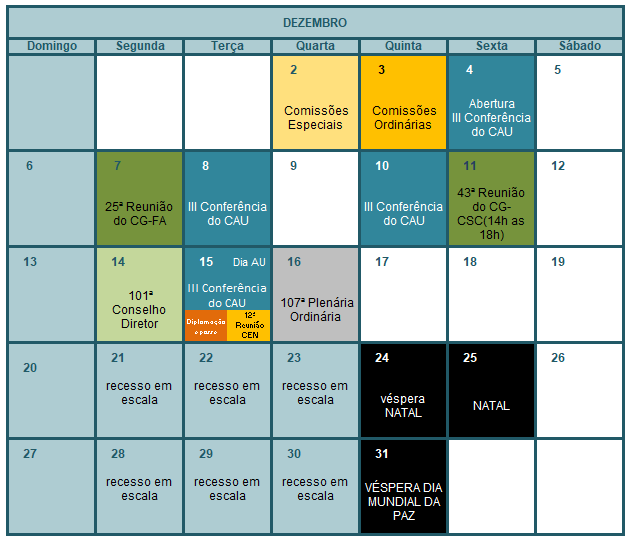 DEZEMBRO
Domingo Segunda Terça Quarta Quinta Sexta Sábado
2
Comissões
Especiais
3
Comissões
Ordinárias
4
Abertura
III Conferência
do CAU
5
6
7
25ª Reunião
do CG-FA
8
III Conferência
do CAU
9
10
III Conferência
do CAU
11
43ª Reunião
do CG-
CSC(14h as
18h)
12
13
14
101ª
Conselho
Diretor
15 Dia AU
III Conferência
do CAU
Diplomação
e posse
12ª
Reunião
CEN
16
107ª Plenária
Ordinária
17
18
19
20
21
recesso em
escala
22
recesso em
escala
23
recesso em
escala
24
véspera
NATAL
25
NATAL
26
27
28
recesso em
escala
29
recesso em
escala
30
recesso em
escala
31
VÉSPERA DIA
MUNDIAL DA
PAZ